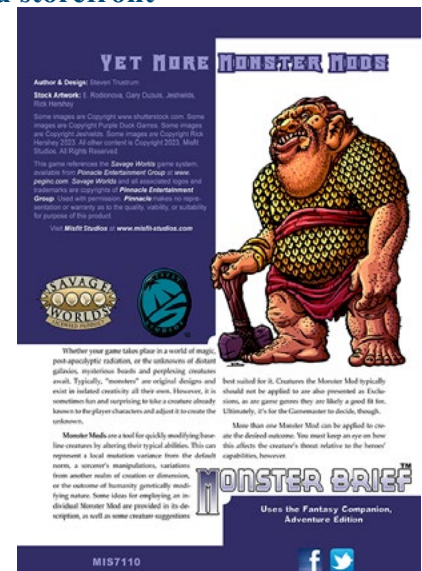 d storefront
YET MORE MONSTER MODS
Author & Design: Steven Trustrum
Stock Artwork: E. Rodionova, Gary Dupuis, Jeshields,
Rick Hershey
Some images are Copyright www.shutterstock.com. Some
images are Copyright Purple Duck Games. Some images
are Copyright Jeshields. Some images are Copyright Rick
Hershey 2023. All other content is Copyright 2023, Misfit
Studios. All Rights Reserved
This game references the Savage Worlds game system,
available from Pinnacle Entertainment Group at www.
peginc.com. Savage Worlds and all associated logos and
trademarks are copyrights of Pinnacle Entertainment
Group. Used with permission. Pinnacle makes no repre-
sentation or warranty as to the quality, viability, or suitability
for purpose of this product.
Visit Misfit Studios at www.misfit-studios.com
SAVAGE
WORLDS
LICENSED PRODUCT
MISFIT
STUDIOS
Whether your game takes place in a world of magic,
post-apocalyptic radiation, or the unknowns of distant
galaxies, mysterious beasts and perplexing creatures
await. Typically, "monsters" are original designs and
exist in isolated creativity all their own. However, it is
sometimes fun and surprising to take a creature already
known to the player characters and adjust it to create the
unknown.
Monster Mods are a tool for quickly modifying base-
line creatures by altering their typical abilities. This can
represent a local mutation variance from the default
norm, a sorcerer's manipulations, variations
from another realm of creation or dimension,
or the outcome of humanity genetically modi-
fying nature. Some ideas for employing an in-
dividual Monster Mod are provided in its de-
scription, as well as some creature suggestions
best suited for it. Creatures the Monster Mod typically
should not be applied to are also presented as Exclu-
sions, as are game genres they are likely a good fit for.
Ultimately, it's for the Gamemaster to decide, though.
More than one Monster Mod can be applied to cre-
ate the desired outcome. You must keep an eye on how
this affects the creature's threat relative to the heroes'
capabilities, however.
MONSTER BRIEF™
Uses the Fantasy Companion,
Adventure Edition
MIS7110